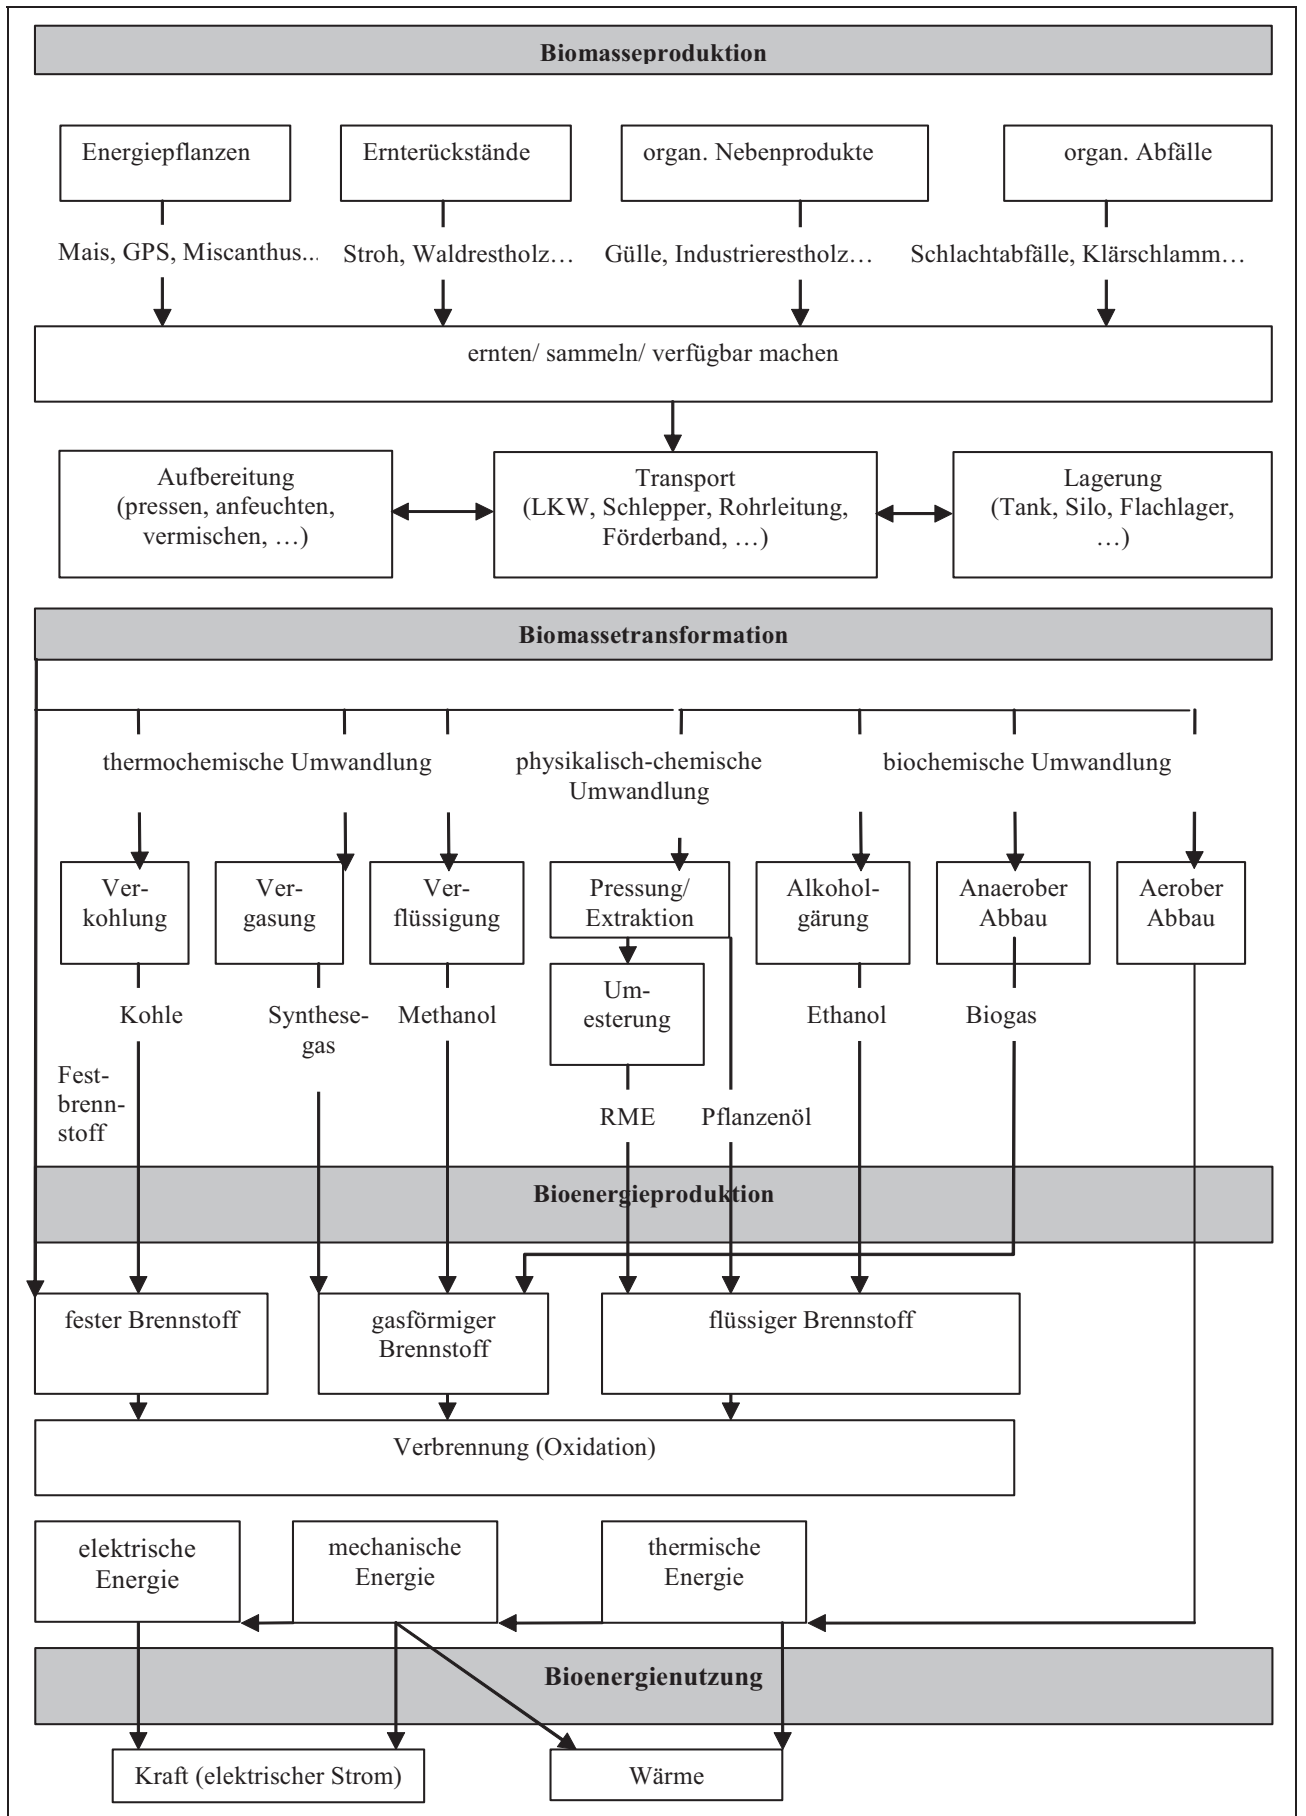 Biomasseproduktion
Energiepflanzen
Ernterückstände
organ. Nebenprodukte
organ. Abfälle
Mais, GPS, Miscanthus...
Stroh, Waldrestholz…
Gülle, Industrierestholz…
Schlachtabfälle, Klärschlamm…
ernten/ sammeln/ verfügbar machen
Aufbereitung
(pressen, anfeuchten,
vermischen, …)
Transport
(LKW, Schlepper, Rohrleitung,
Förderband, …)
Lagerung
(Tank, Silo, Flachlager,
…)
Biomassetransformation
thermochemische Umwandlung
physikalisch-chemische
Umwandlung
biochemische Umwandlung
Ver-
kohlung
Ver-
gasung
Ver-
flüssigung
Pressung/
Extraktion
Alkohol-
gärung
Anaerober
Abbau
Aerober
Abbau
Um-
esterung
Kohle
Synthese-
gas
Methanol
Ethanol
Biogas
Fest-
brenn-
stoff
RME
Pflanzenöl
Bioenergieproduktion
fester Brennstoff
gasförmiger
Brennstoff
flüssiger Brennstoff
Verbrennung (Oxidation)
elektrische
Energie
mechanische
Energie
thermische
Energie
Bioenergienutzung
Kraft (elektrischer Strom)
Wärme